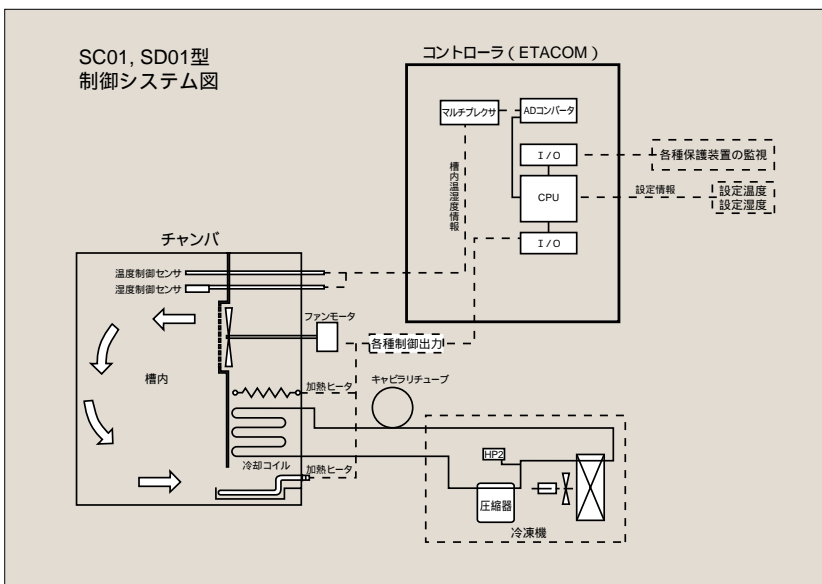 SC01, SD01型
制御システム図
コントローラ ( ETACOM )
マルチプレクサ
ADコンバータ
I/O
各種保護装置の監視
CPU
設定情報
設定温度
設定湿度
I/O
槽内温湿度情報
チャンバ
温度制御センサ
湿度制御センサ
ファンモータ
各種制御出力
槽内
加熱ヒータ
キャピラリチューブ
冷却コイル
加熱ヒータ
HP2
圧縮器
冷凍機